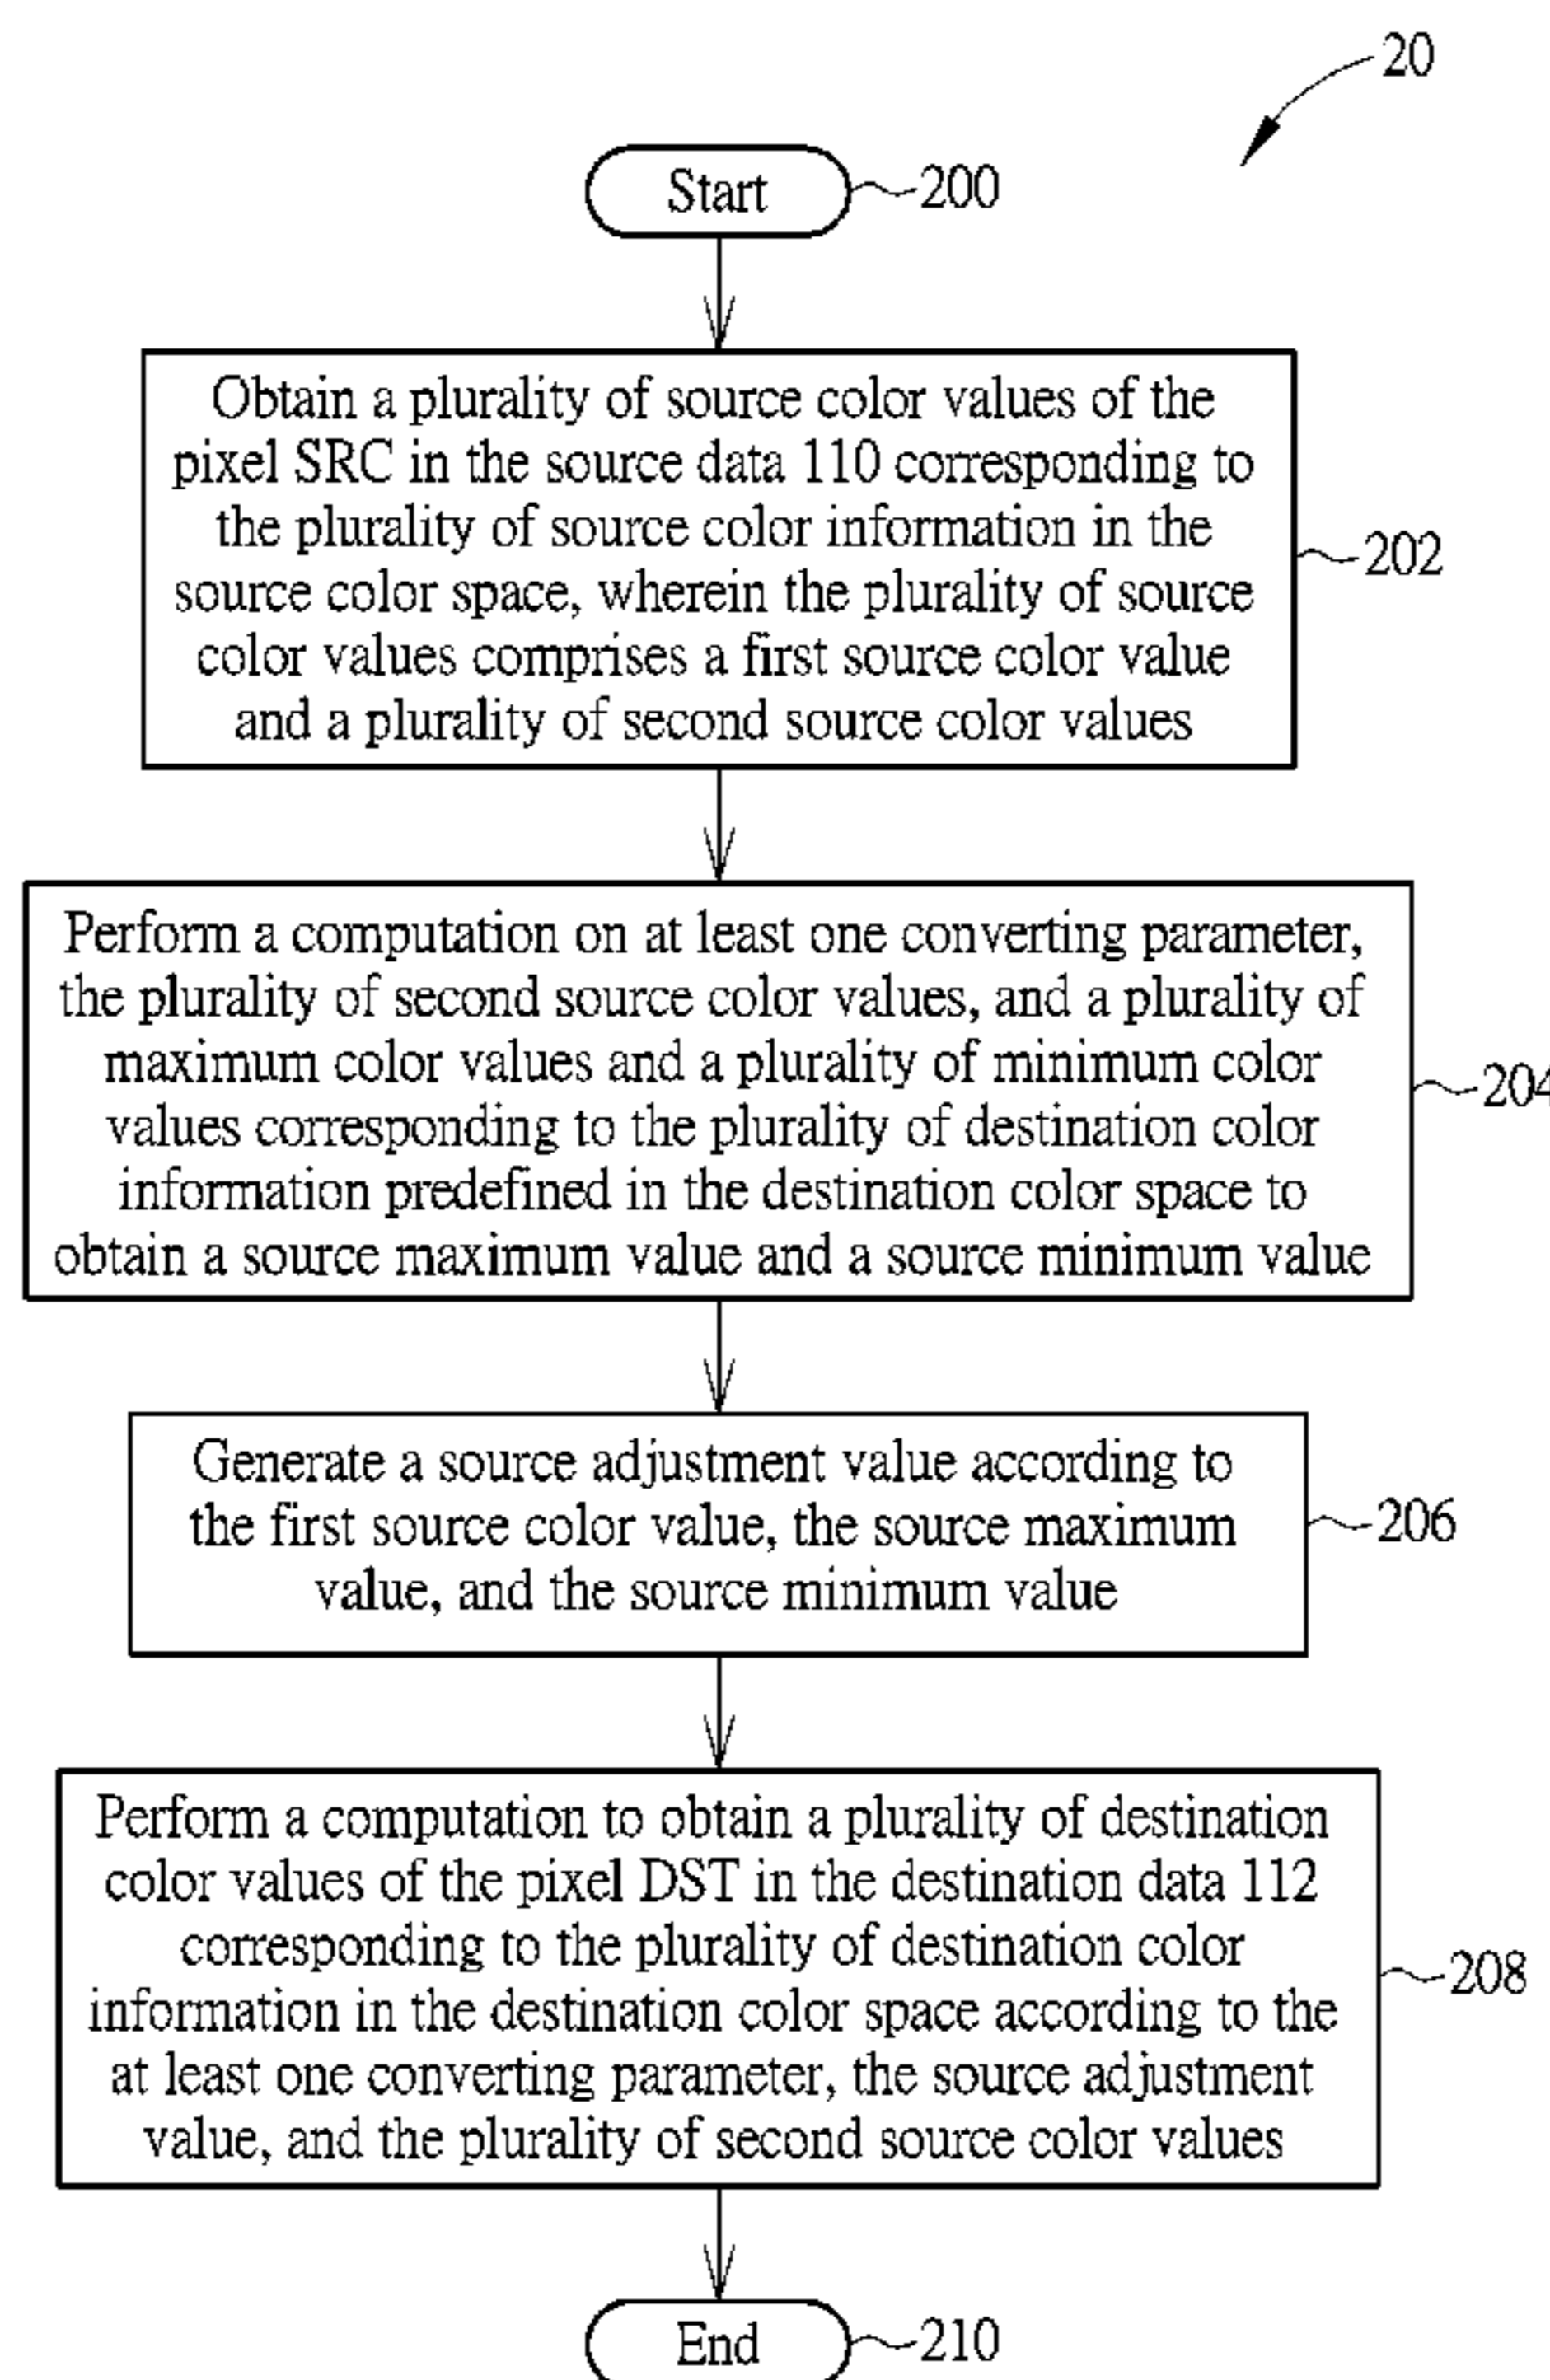 20
Start
200
Obtain a plurality of source color values of the
pixel SRC in the source data 110 corresponding to
the plurality of source color information in the
source color space, wherein the plurality of source
color values comprises a first source color value
and a plurality of second source color values
202
Perform a computation on at least one converting parameter,
the plurality of second source color values, and a plurality of
maximum color values and a plurality of minimum color
values corresponding to the plurality of destination color
information predefined in the destination color space to
obtain a source maximum value and a source minimum value
204
Generate a source adjustment value according to
the first source color value, the source maximum
value, and the source minimum value
206
Perform a computation to obtain a plurality of destination
color values of the pixel DST in the destination data 112
corresponding to the plurality of destination color
information in the destination color space according to the
at least one converting parameter, the source adjustment
value, and the plurality of second source color values
208
End
210